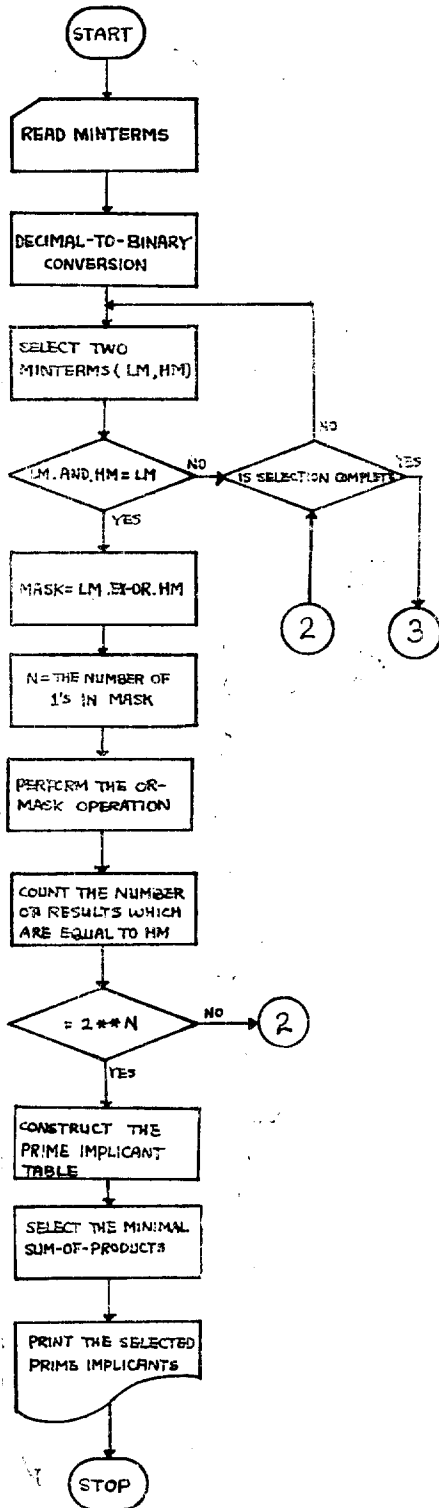 START
READ MINTERMS
DECIMAL-TO-BINARY
CONVERSION
SELECT TWO
MINTERMS(LM,HM)
NO
LM.AND.HM=LM
NO
IS SELECTION COMPLETE
YES
YES
MASK=LM.EX-OR.HM
2
3
N=THE NUMBER OF
1'S IN MASK
PERFORM THE OR-
MASK OPERATION
COUNT THE NUMBER
OR RESULTS WHICH
ARE EQUAL TO HM
= 2**N
NO
2
YES
CONSTRUCT THE
PRIME IMPLICANT
TABLE
SELECT THE MINIMAL
SUM-OF-PRODUCTS
PRINT THE SELECTED
PRIME IMPLICANTS
STOP